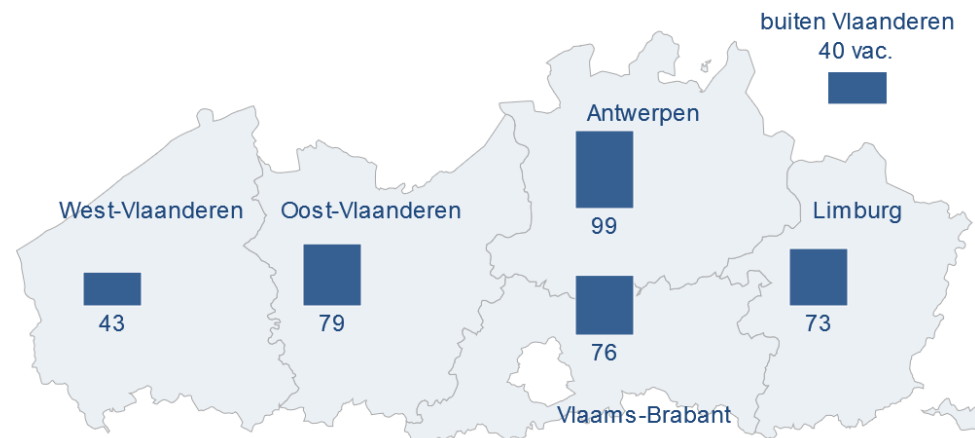 buiten Vlaanderen
40 vac.
Antwerpen
99
West-Vlaanderen
43
Oost-Vlaanderen
79
Limburg
73
76
Vlaams-Brabant